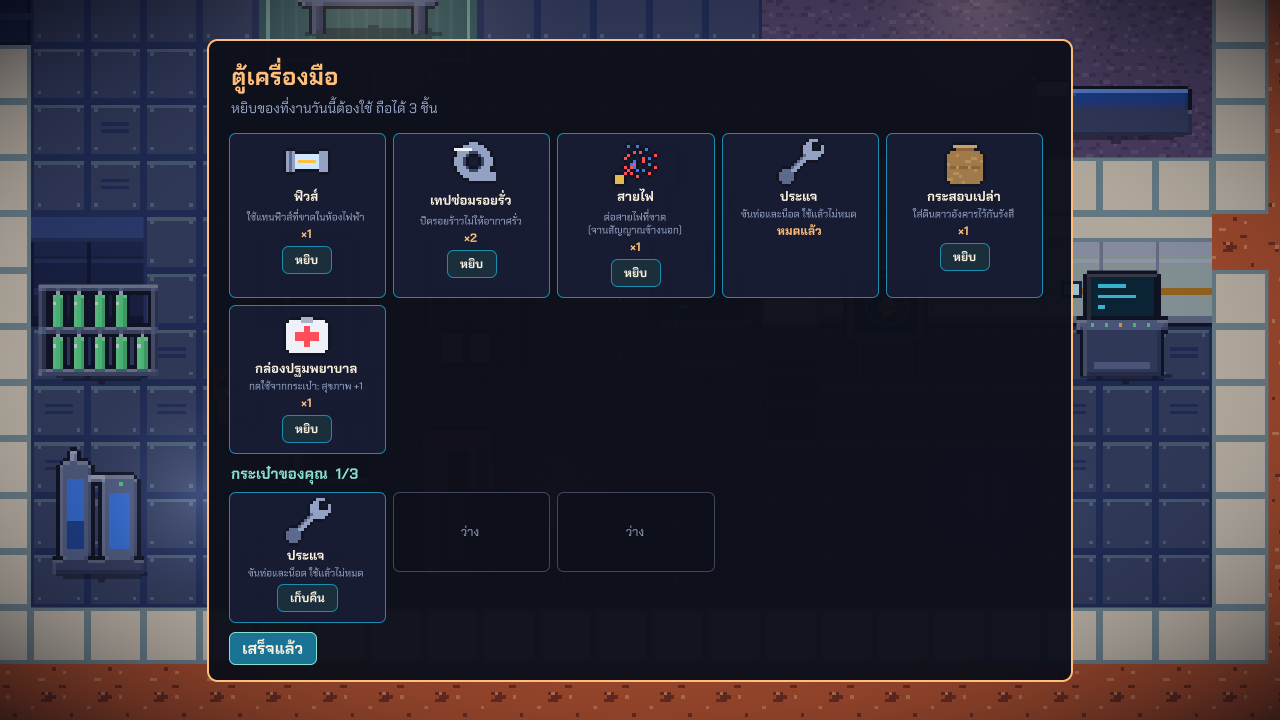 ตู้เครื่องมือ
หยิบของที่งานวันนี้ต้องใช้ ถือได้ 3 ชิ้น
ฟิวส์
ใช้แทนฟิวส์ที่ขาดในห้องไฟฟ้า
×1
หยิบ
เทปซ่อมรอยรั่ว
ปิดรอยร้าวไม่ให้อากาศรั่ว
×2
หยิบ
สายไฟ
ต่อสายไฟที่ขาด
(จานสัญญาณข้างนอก)
×1
หยิบ
ประแจ
ขันท่อและน็อต ใช้แล้วไม่หมด
หมดแล้ว
กระสอบเปล่า
ใส่ดินดาวอังคารไว้กันรังสี
×1
หยิบ
กล่องปฐมพยาบาล
กดใช้จากกระเป๋า: สุขภาพ +1
×1
หยิบ
กระเป๋าของคุณ 1/3
ประแจ
ขันท่อและน็อต ใช้แล้วไม่หมด
เก็บคืน
ว่าง
ว่าง
เสร็จแล้ว